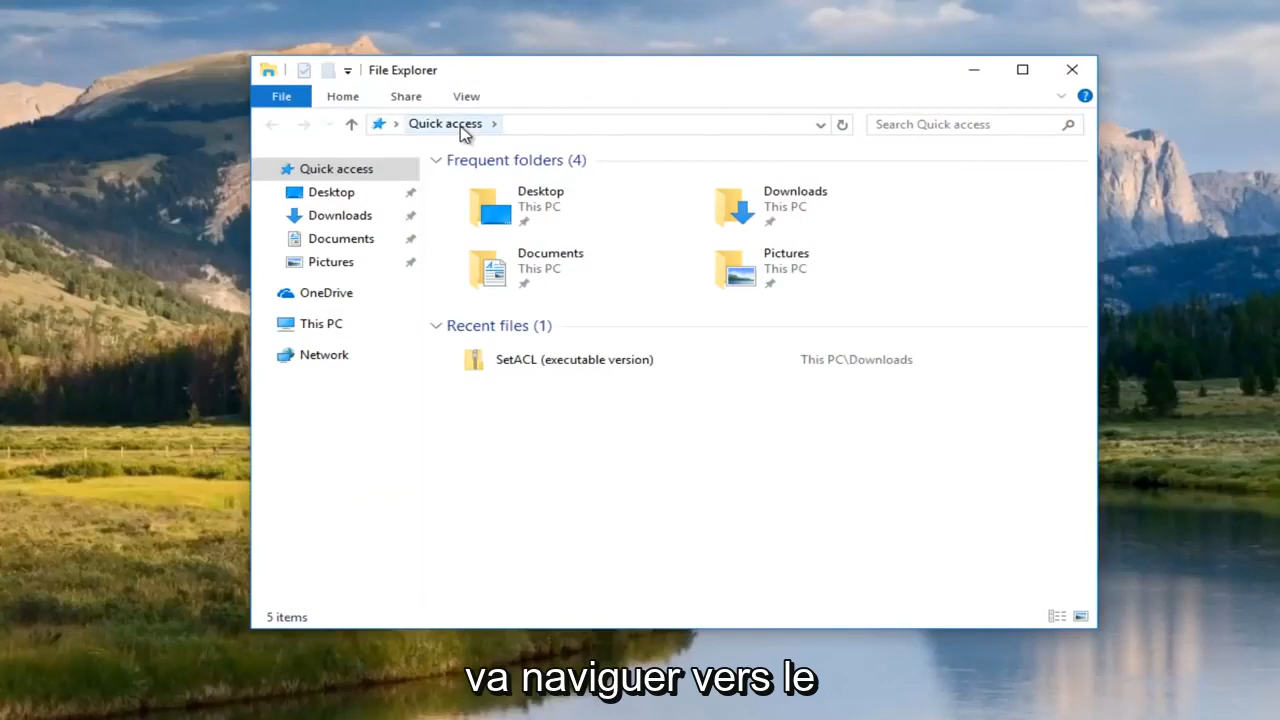 File Explorer
File Home Share View
Quick access
Search Quick access
Quick access
Desktop
Downloads
Documents
Pictures
OneDrive
This PC
Network
Frequent folders (4)
Desktop
This PC
Downloads
This PC
Documents
This PC
Pictures
This PC
Recent files (1)
SetACL (executable version) This PC\Downloads
5 items
va naviguer vers le